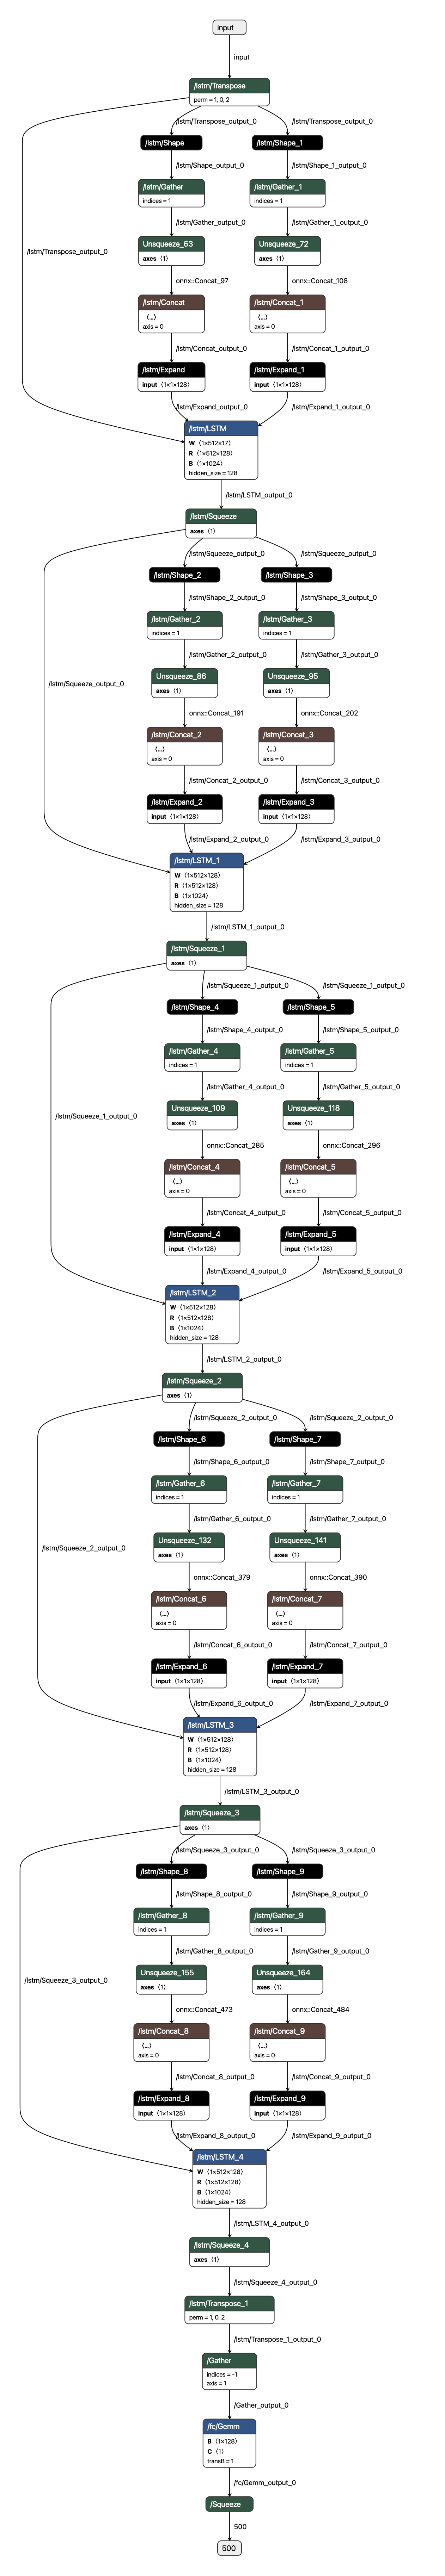 input
input
/lstm/Transpose
perm = 1, 0, 2
/lstm/Transpose_output_0
/lstm/Transpose_output_0
/lstm/Shape
/lstm/Shape_1
/lstm/Shape_output_0
/lstm/Shape_1_output_0
/lstm/Gather
indices = 1
/lstm/Gather_1
indices = 1
/lstm/Gather_output_0
/lstm/Gather_1_output_0
/lstm/Transpose_output_0
Unsqueeze_63
axes ⟨1⟩
Unsqueeze_72
axes ⟨1⟩
onnx::Concat_97
onnx::Concat_108
/lstm/Concat
⟨...⟩
axis = 0
/lstm/Concat_1
⟨...⟩
axis = 0
/lstm/Concat_output_0
/lstm/Concat_1_output_0
/lstm/Expand
input ⟨1×1×128⟩
/lstm/Expand_1
input ⟨1×1×128⟩
/lstm/Expand_output_0
/lstm/Expand_1_output_0
/lstm/LSTM
W ⟨1×512×17⟩
R ⟨1×512×128⟩
B ⟨1×1024⟩
hidden_size = 128
/lstm/LSTM_output_0
/lstm/Squeeze
axes ⟨1⟩
/lstm/Squeeze_output_0
/lstm/Squeeze_output_0
/lstm/Shape_2
/lstm/Shape_3
/lstm/Shape_2_output_0
/lstm/Shape_3_output_0
/lstm/Gather_2
indices = 1
/lstm/Gather_3
indices = 1
/lstm/Gather_2_output_0
/lstm/Gather_3_output_0
/lstm/Squeeze_output_0
Unsqueeze_86
axes ⟨1⟩
Unsqueeze_95
axes ⟨1⟩
onnx::Concat_191
onnx::Concat_202
/lstm/Concat_2
⟨...⟩
axis = 0
/lstm/Concat_3
⟨...⟩
axis = 0
/lstm/Concat_2_output_0
/lstm/Concat_3_output_0
/lstm/Expand_2
input ⟨1×1×128⟩
/lstm/Expand_3
input ⟨1×1×128⟩
/lstm/Expand_2_output_0
/lstm/Expand_3_output_0
/lstm/LSTM_1
W ⟨1×512×128⟩
R ⟨1×512×128⟩
B ⟨1×1024⟩
hidden_size = 128
/lstm/LSTM_1_output_0
/lstm/Squeeze_1
axes ⟨1⟩
/lstm/Squeeze_1_output_0
/lstm/Squeeze_1_output_0
/lstm/Shape_4
/lstm/Shape_5
/lstm/Shape_4_output_0
/lstm/Shape_5_output_0
/lstm/Gather_4
indices = 1
/lstm/Gather_5
indices = 1
/lstm/Gather_4_output_0
/lstm/Gather_5_output_0
/lstm/Squeeze_1_output_0
Unsqueeze_109
axes ⟨1⟩
Unsqueeze_118
axes ⟨1⟩
onnx::Concat_285
onnx::Concat_296
/lstm/Concat_4
⟨...⟩
axis = 0
/lstm/Concat_5
⟨...⟩
axis = 0
/lstm/Concat_4_output_0
/lstm/Concat_5_output_0
/lstm/Expand_4
input ⟨1×1×128⟩
/lstm/Expand_5
input ⟨1×1×128⟩
/lstm/Expand_4_output_0
/lstm/Expand_5_output_0
/lstm/LSTM_2
W ⟨1×512×128⟩
R ⟨1×512×128⟩
B ⟨1×1024⟩
hidden_size = 128
/lstm/LSTM_2_output_0
/lstm/Squeeze_2
axes ⟨1⟩
/lstm/Squeeze_2_output_0
/lstm/Squeeze_2_output_0
/lstm/Shape_6
/lstm/Shape_7
/lstm/Shape_6_output_0
/lstm/Shape_7_output_0
/lstm/Gather_6
indices = 1
/lstm/Gather_7
indices = 1
/lstm/Gather_6_output_0
/lstm/Gather_7_output_0
/lstm/Squeeze_2_output_0
Unsqueeze_132
axes ⟨1⟩
Unsqueeze_141
axes ⟨1⟩
onnx::Concat_379
onnx::Concat_390
/lstm/Concat_6
⟨...⟩
axis = 0
/lstm/Concat_7
⟨...⟩
axis = 0
/lstm/Concat_6_output_0
/lstm/Concat_7_output_0
/lstm/Expand_6
input ⟨1×1×128⟩
/lstm/Expand_7
input ⟨1×1×128⟩
/lstm/Expand_6_output_0
/lstm/Expand_7_output_0
/lstm/LSTM_3
W ⟨1×512×128⟩
R ⟨1×512×128⟩
B ⟨1×1024⟩
hidden_size = 128
/lstm/LSTM_3_output_0
/lstm/Squeeze_3
axes ⟨1⟩
/lstm/Squeeze_3_output_0
/lstm/Squeeze_3_output_0
/lstm/Shape_8
/lstm/Shape_9
/lstm/Shape_8_output_0
/lstm/Shape_9_output_0
/lstm/Gather_8
indices = 1
/lstm/Gather_9
indices = 1
/lstm/Gather_8_output_0
/lstm/Gather_9_output_0
/lstm/Squeeze_3_output_0
Unsqueeze_155
axes ⟨1⟩
Unsqueeze_164
axes ⟨1⟩
onnx::Concat_473
onnx::Concat_484
/lstm/Concat_8
⟨...⟩
axis = 0
/lstm/Concat_9
⟨...⟩
axis = 0
/lstm/Concat_8_output_0
/lstm/Concat_9_output_0
/lstm/Expand_8
input ⟨1×1×128⟩
/lstm/Expand_9
input ⟨1×1×128⟩
/lstm/Expand_8_output_0
/lstm/Expand_9_output_0
/lstm/LSTM_4
W ⟨1×512×128⟩
R ⟨1×512×128⟩
B ⟨1×1024⟩
hidden_size = 128
/lstm/LSTM_4_output_0
/lstm/Squeeze_4
axes ⟨1⟩
/lstm/Squeeze_4_output_0
/lstm/Transpose_1
perm = 1, 0, 2
/lstm/Transpose_1_output_0
/Gather
indices = -1
axis = 1
/Gather_output_0
/fc/Gemm
B ⟨1×128⟩
C ⟨1⟩
transB = 1
/fc/Gemm_output_0
/Squeeze
500
500